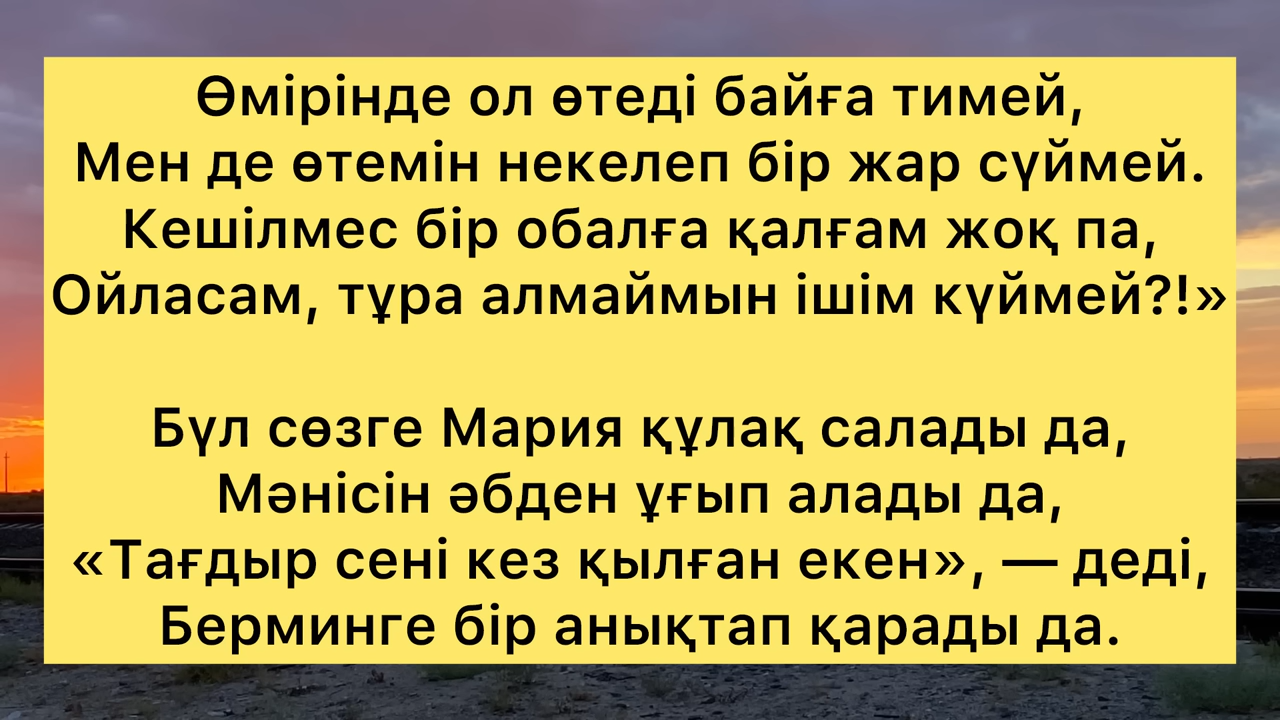 Өмірінде ол өтеді байға тимей,
Мен де өтемін некелеп бір жар сүймей.
Кешілмес бір обалға қалғам жоқ па,
Ойласам, тұра алмаймын ішім күймей?!»
Бүл сөзге Мария құлақ салады да,
Мәнісін әбден ұғып алады да,
«Тағдыр сені кез қылған екен», — деді,
Берминге бір анықтап қарады да.